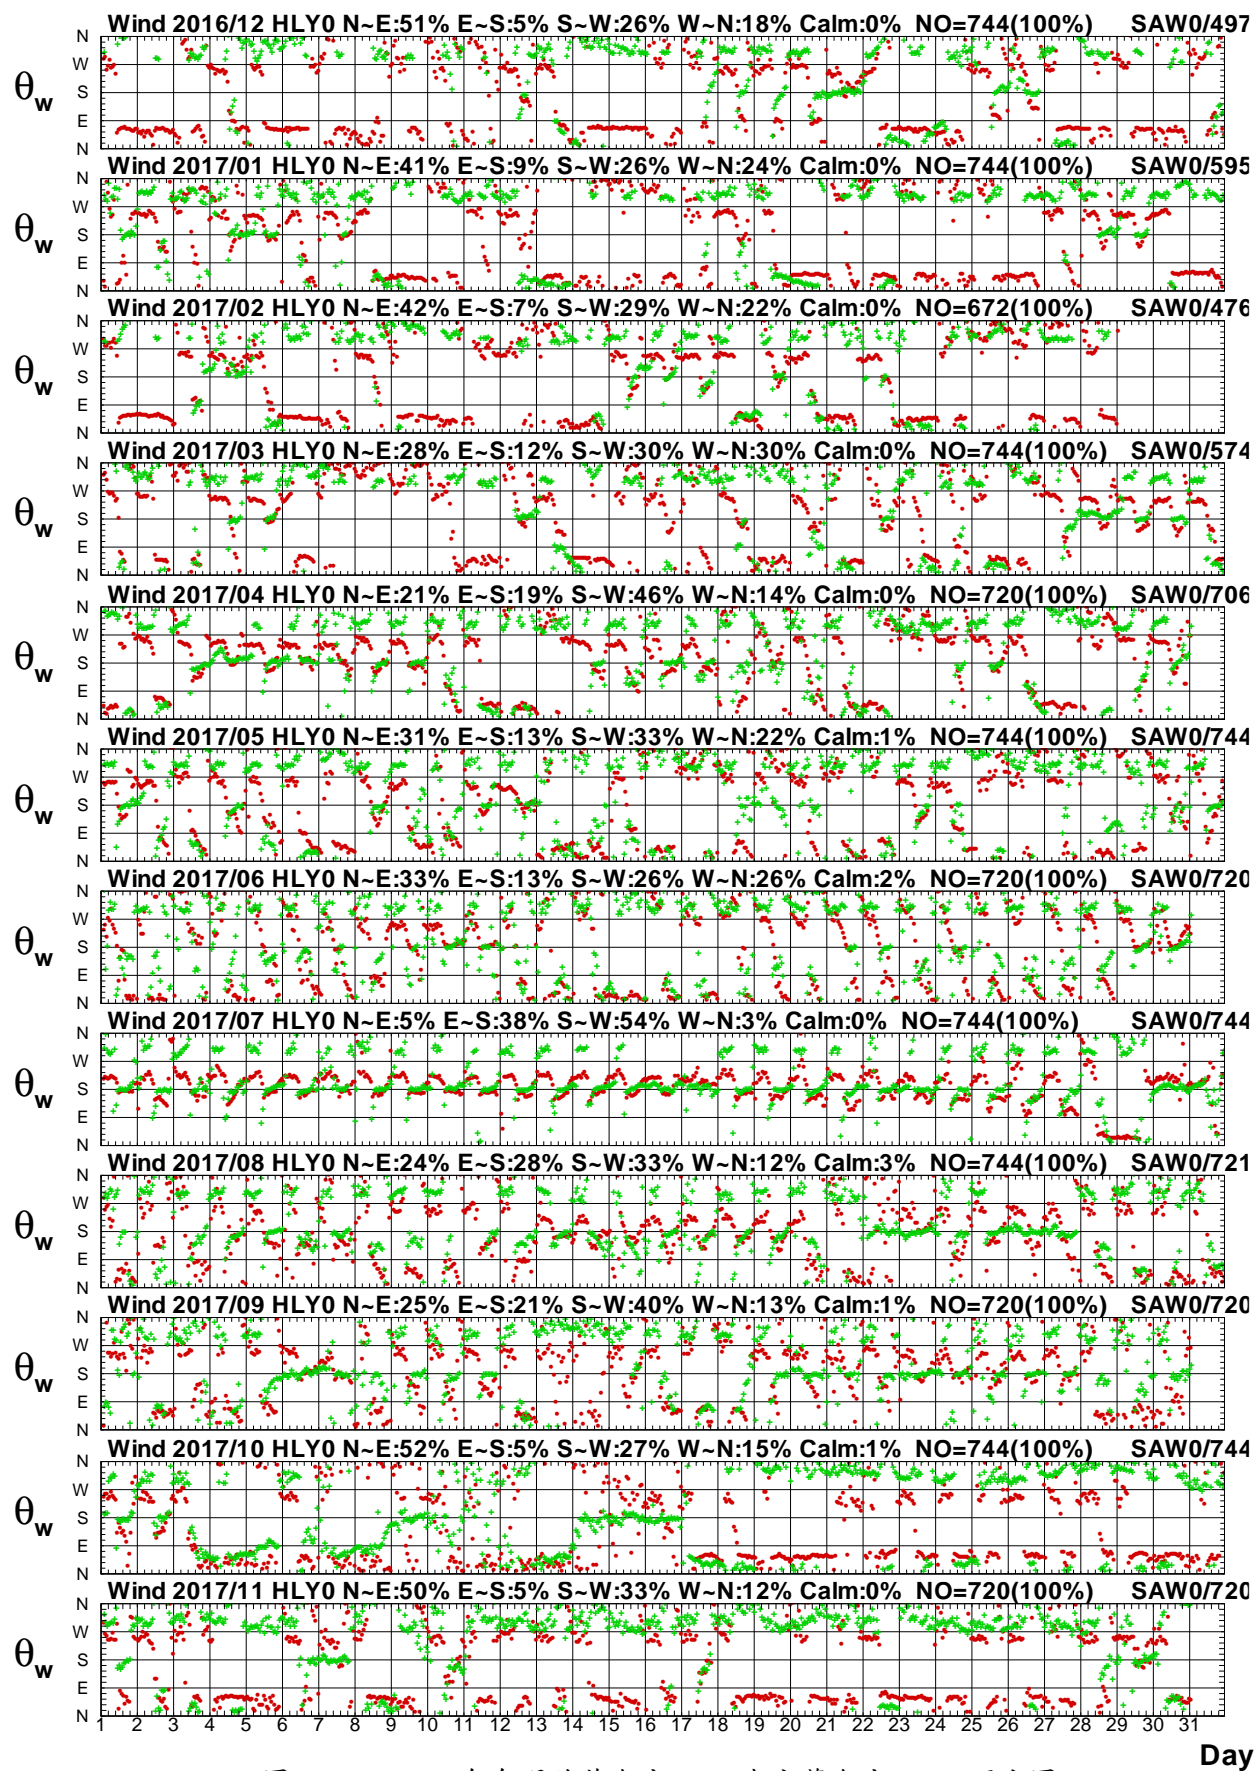 Wind 2016/12 HLY0 N~E:51% E~S:5% S~W:26% W~N:18% Calm:0% NO=744(100%) SAW0/497
N
W
θw S
E
N
Wind 2017/01 HLY0 N~E:41% E~S:9% S~W:26% W~N:24% Calm:0% NO=744(100%) SAW0/595
N
W
θw S
E
N
Wind 2017/02 HLY0 N~E:42% E~S:7% S~W:29% W~N:22% Calm:0% NO=672(100%) SAW0/476
N
W
θw S
E
N
Wind 2017/03 HLY0 N~E:28% E~S:12% S~W:30% W~N:30% Calm:0% NO=744(100%) SAW0/574
N
W
θw S
E
N
Wind 2017/04 HLY0 N~E:21% E~S:19% S~W:46% W~N:14% Calm:0% NO=720(100%) SAW0/706
N
W
θw S
E
N
Wind 2017/05 HLY0 N~E:31% E~S:13% S~W:33% W~N:22% Calm:1% NO=744(100%) SAW0/744
N
W
θw S
E
N
Wind 2017/06 HLY0 N~E:33% E~S:13% S~W:26% W~N:26% Calm:2% NO=720(100%) SAW0/720
N
W
θw S
E
N
Wind 2017/07 HLY0 N~E:5% E~S:38% S~W:54% W~N:3% Calm:0% NO=744(100%) SAW0/744
N
W
θw S
E
N
Wind 2017/08 HLY0 N~E:24% E~S:28% S~W:33% W~N:12% Calm:3% NO=744(100%) SAW0/721
N
W
θw S
E
N
Wind 2017/09 HLY0 N~E:25% E~S:21% S~W:40% W~N:13% Calm:1% NO=720(100%) SAW0/720
N
W
θw S
E
N
Wind 2017/10 HLY0 N~E:52% E~S:5% S~W:27% W~N:15% Calm:1% NO=744(100%) SAW0/744
N
W
θw S
E
N
Wind 2017/11 HLY0 N~E:50% E~S:5% S~W:33% W~N:12% Calm:0% NO=720(100%) SAW0/720
N
W
θw S
E
N
1 2 3 4 5 6 7 8 9 10 11 12 13 14 15 16 17 18 19 20 21 22 23 24 25 26 27 28 29 30 31
Day